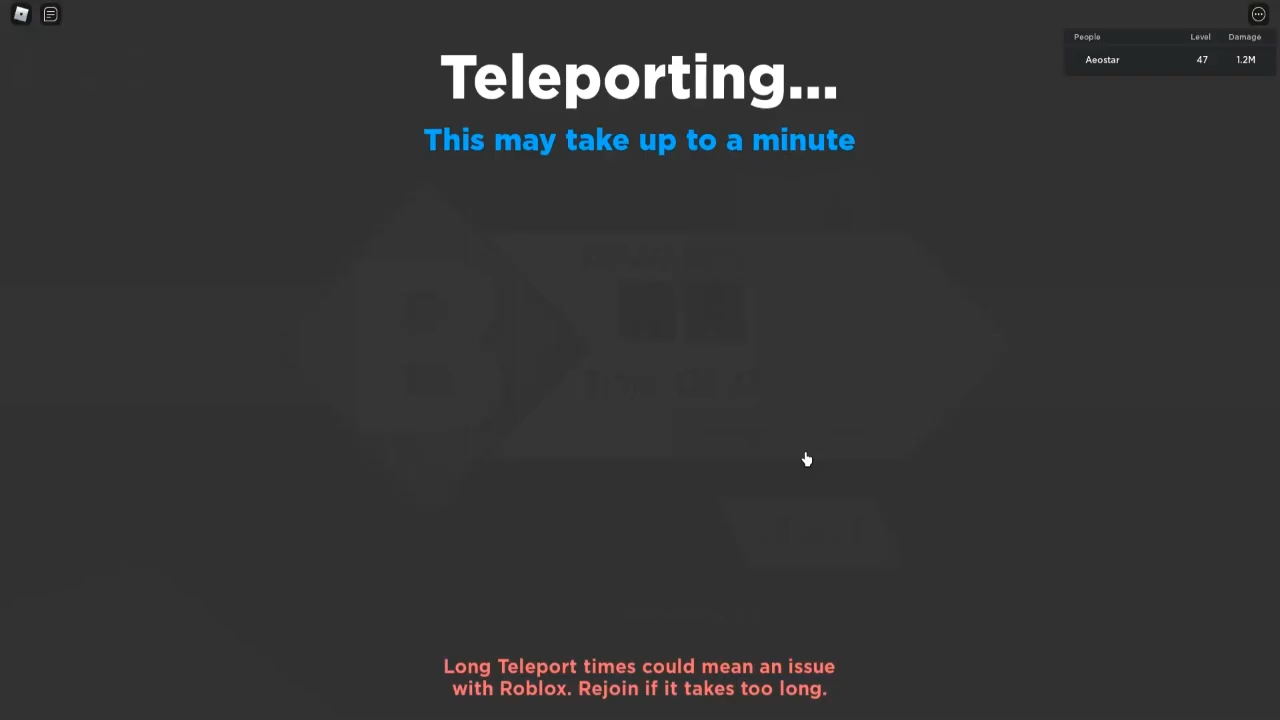 People Level Damage
Aeostar 47 1.2M
Teleporting...
This may take up to a minute
Long Teleport times could mean an issue
with Roblox. Rejoin if it takes too long.